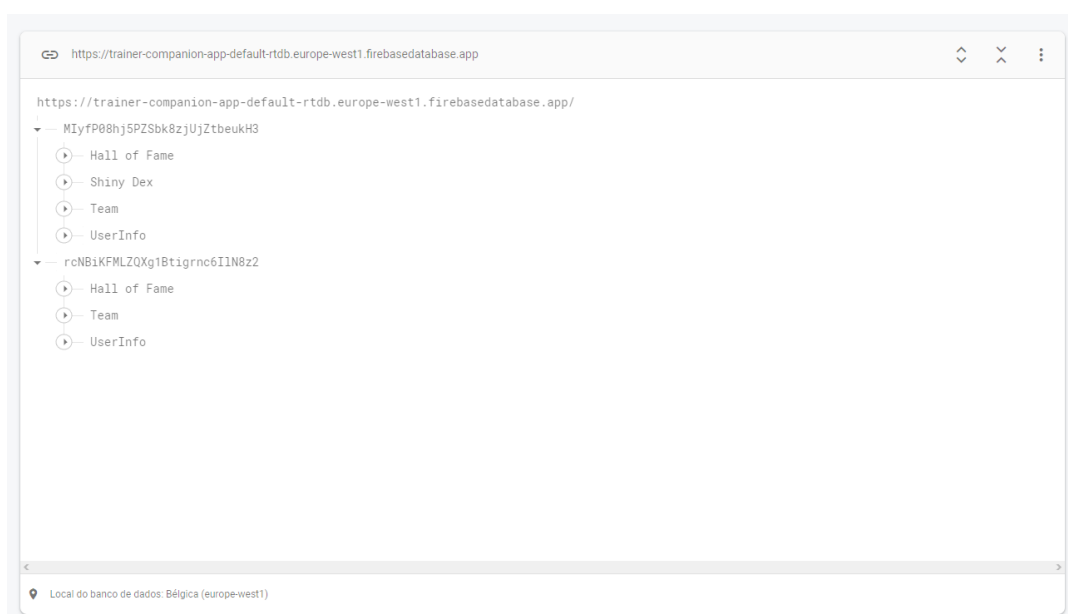 https://trainer-companion-app-default-rtdb.europe-west1.firebasedatabase.app
https://trainer-companion-app-default-rtdb.europe-west1.firebasedatabase.app/
MIyfP08hj5PZSbk8zjUjZtbeukH3
Hall of Fame
Shiny Dex
Team
UserInfo
rcNBiKFMLZQXg1Btigrnc6IlN8z2
Hall of Fame
Team
UserInfo
Local do banco de dados: Bélgica (europe-west1)